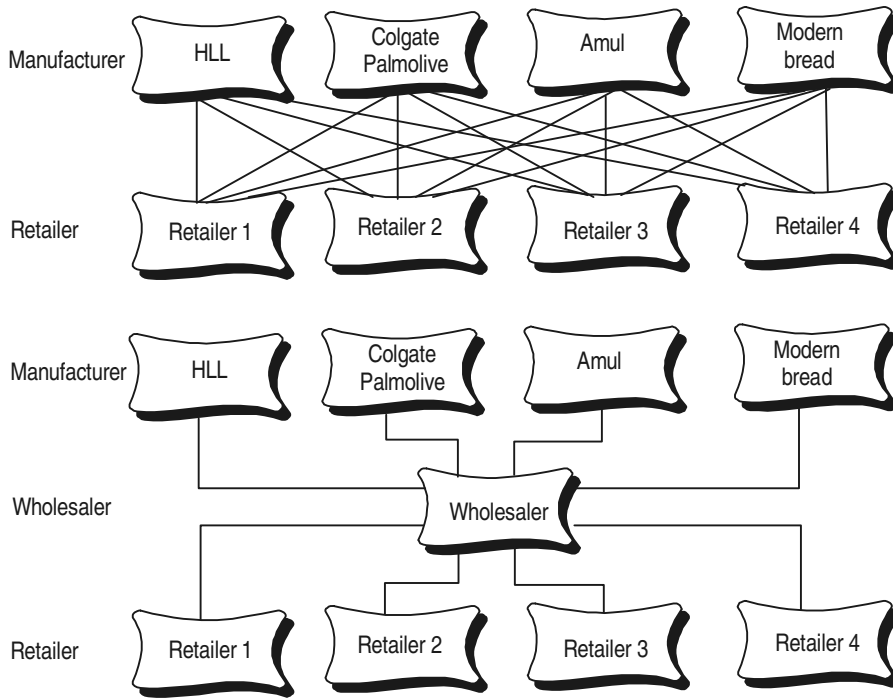 Manufacturer
HLL
Colgate
Palmolive
Amul
Modern
bread
Retailer
Retailer 1
Retailer 2
Retailer 3
Retailer 4
Manufacturer
HLL
Colgate
Palmolive
Amul
Modern
bread
Wholesaler
Wholesaler
Retailer
Retailer 1
Retailer 2
Retailer 3
Retailer 4